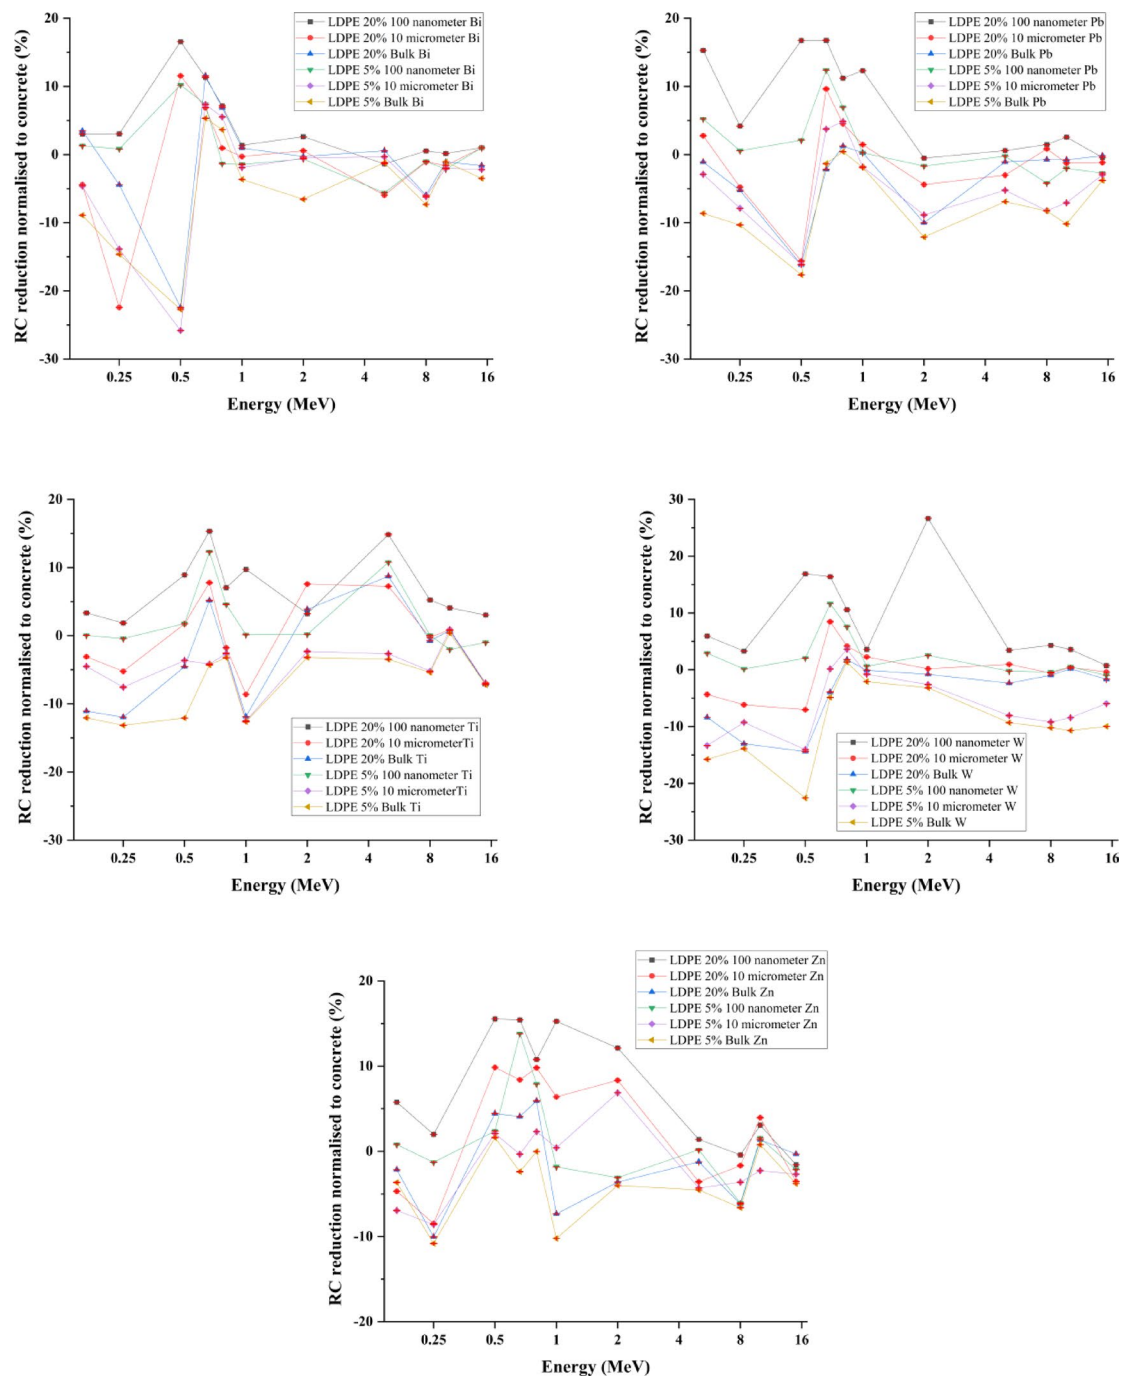 LDPE 20% 100 nanometer Bi
LDPE 20% 10 micrometer Bi
LDPE 20% Bulk Bi
LDPE 5% 100 nanometer Bi
LDPE 5% 10 micrometer Bi
LDPE 5% Bulk Bi
RC reduction normalised to concrete (%)
20
10
0
-10
-20
-30
0.25 0.5 1 2 4 8 16
Energy (MeV)
LDPE 20% 100 nanometer Pb
LDPE 20% 10 micrometer Pb
LDPE 20% Bulk Pb
LDPE 5% 100 nanometer Pb
LDPE 5% 10 micrometer Pb
LDPE 5% Bulk Pb
RC reduction normalised to concrete (%)
20
10
0
-10
-20
-30
0.25 0.5 1 2 4 8 16
Energy (MeV)
RC reduction normalised to concrete (%)
20
10
0
-10
-20
-30
LDPE 20% 100 nanometer Ti
LDPE 20% 10 micrometerTi
LDPE 20% Bulk Ti
LDPE 5% 100 nanometer Ti
LDPE 5% 10 micrometerTi
LDPE 5% Bulk Ti
0.25 0.5 1 2 4 8 16
Energy (MeV)
RC reduction normalised to concrete (%)
30
20
10
0
-10
-20
-30
LDPE 20% 100 nanometer W
LDPE 20% 10 micrometer W
LDPE 20% Bulk W
LDPE 5% 100 nanometer W
LDPE 5% 10 micrometer W
LDPE 5% Bulk W
0.25 0.5 1 2 4 8 16
Energy (MeV)
LDPE 20% 100 nanometer Zn
LDPE 20% 10 micrometer Zn
LDPE 20% Bulk Zn
LDPE 5% 100 nanometer Zn
LDPE 5% 10 micrometer Zn
LDPE 5% Bulk Zn
RC reduction normalised to concrete (%)
20
10
0
-10
-20
0.25 0.5 1 2 4 8 16
Energy (MeV)